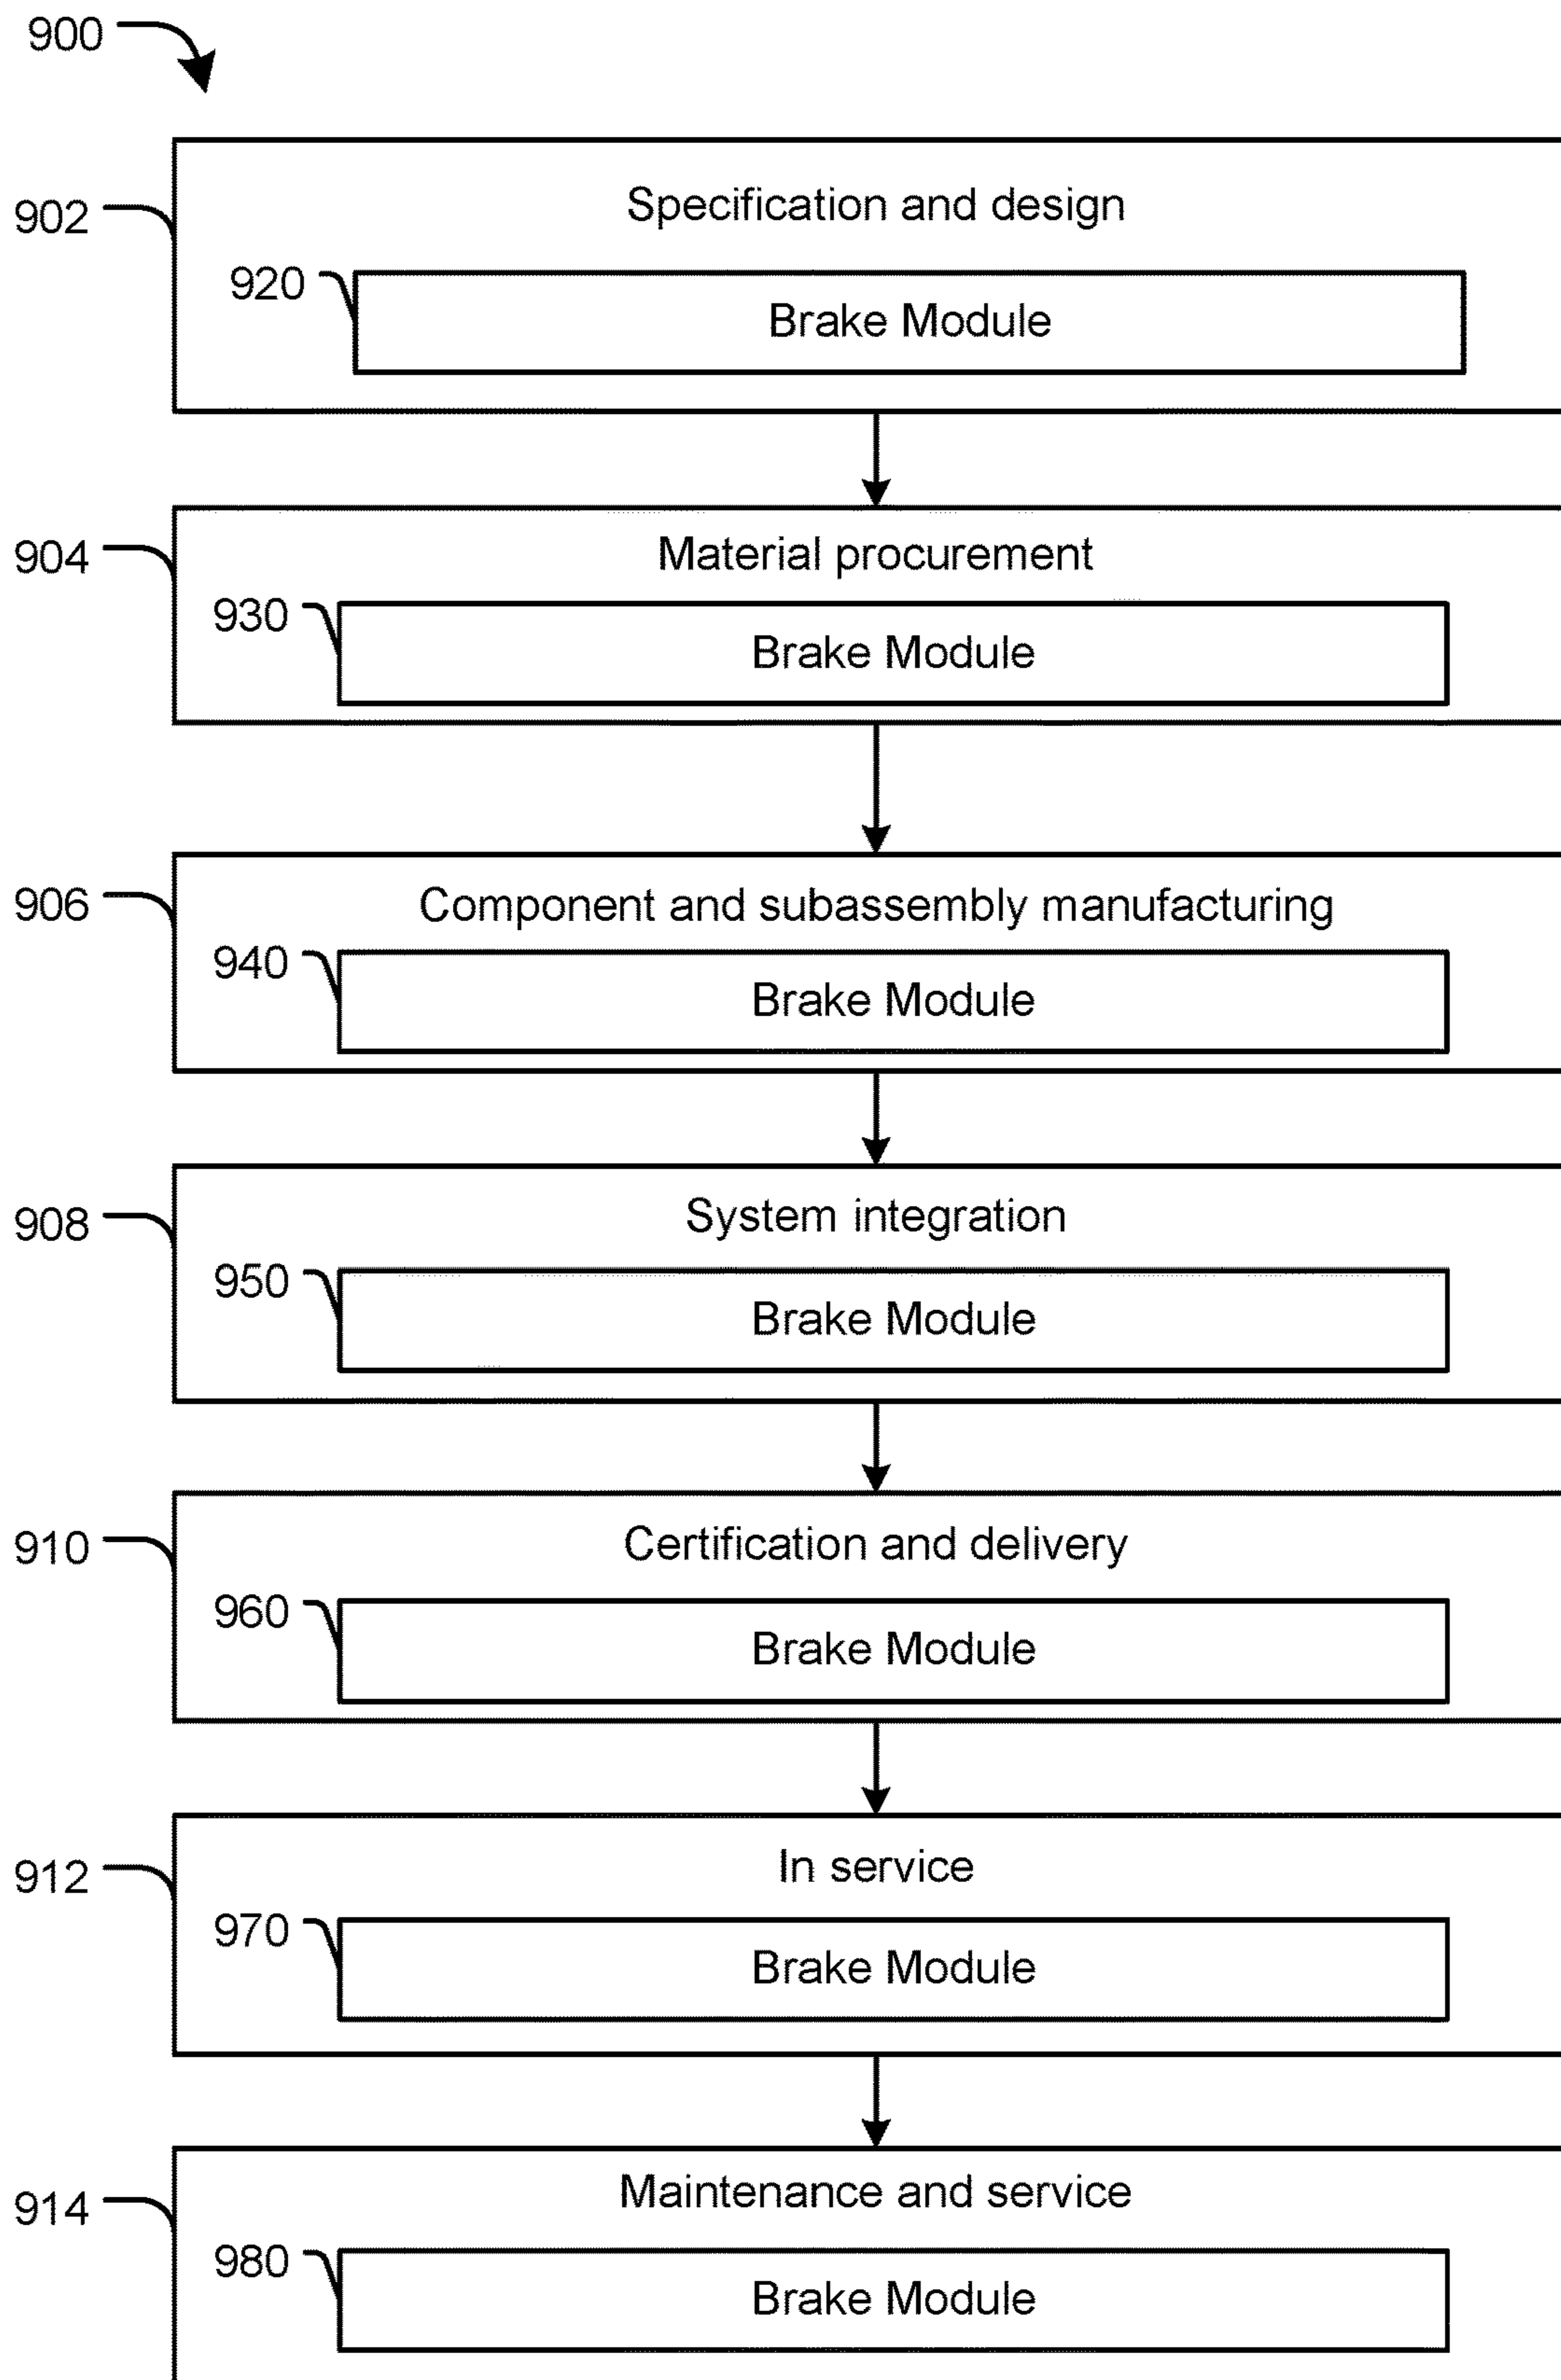 900
902
Specification and design
920
Brake Module
904
Material procurement
930
Brake Module
906
Component and subassembly manufacturing
940
Brake Module
908
System integration
950
Brake Module
910
Certification and delivery
960
Brake Module
912
In service
970
Brake Module
914
Maintenance and service
980
Brake Module